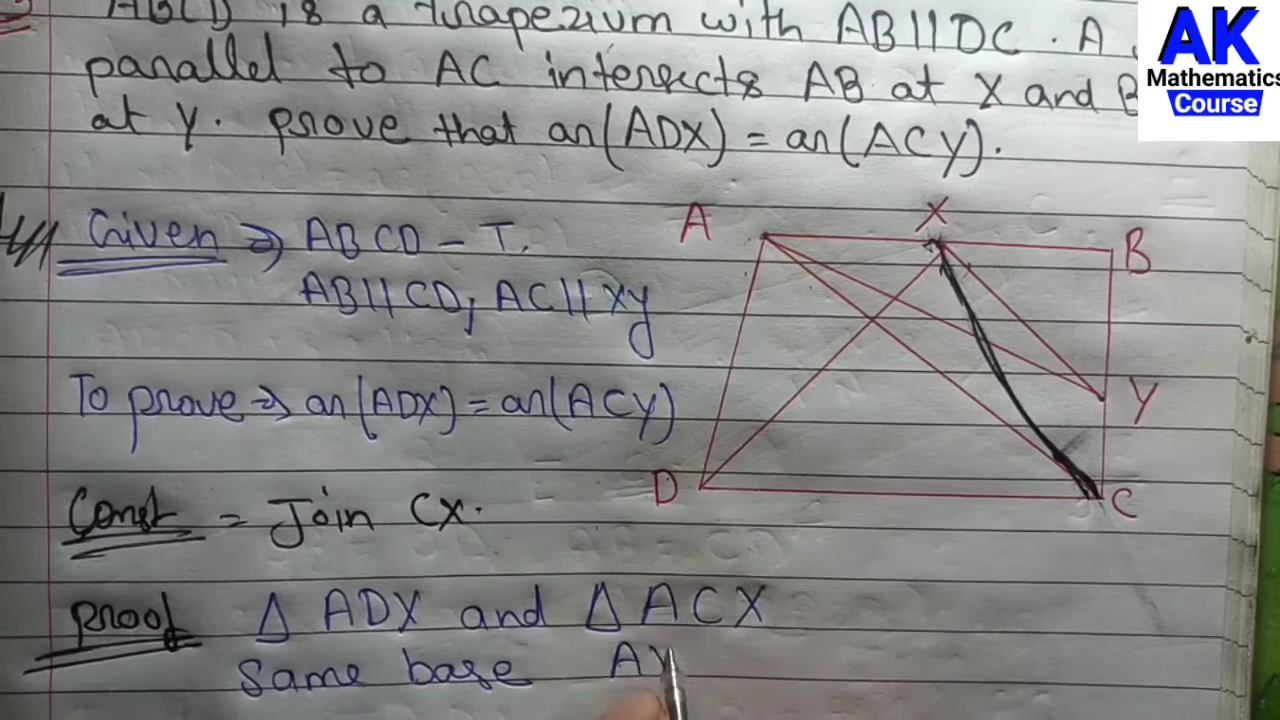 ABCD is a trapezium with AB || DC. A
parallel to AC intersects AB at X and B
at Y. prove that ar(ADX) = ar(ACY).
AK
Mathematics
Course
Given ⇒ ABCD - T.
AB || CD, AC || XY
To prove ⇒ ar(ADX) = ar(ACY)
Const = Join CX.
Proof Δ ADX and Δ ACX
Same base AX
A
X
B
Y
D
C